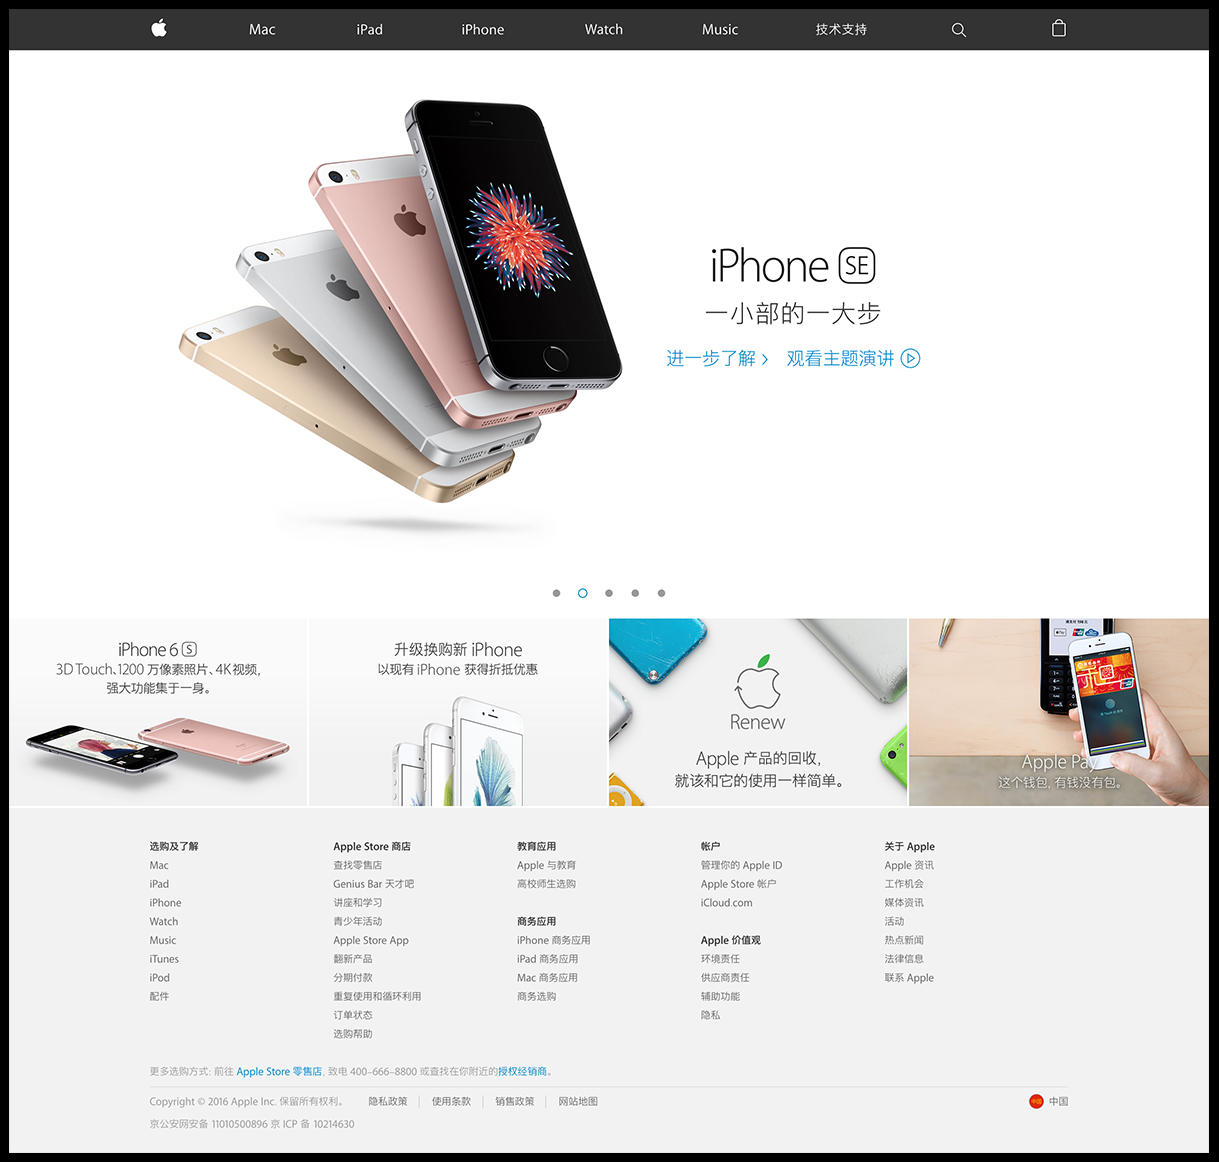 Mac iPad iPhone Watch Music 技术支持
iPhone SE
一小部的一大步
进一步了解 观看主题演讲
iPhone 6 S
3D Touch、1200 万像素照片、4K 视频，
强大功能集于一身。
升级换购新 iPhone
以现有 iPhone 获得折抵优惠
Renew
Apple 产品的回收，
就该和它的使用一样简单。
Apple Pay
这个钱包，有钱没有包。
选购及了解
Mac
iPad
iPhone
Watch
Music
iTunes
iPod
配件
Apple Store 商店
查找零售店
Genius Bar 天才吧
讲座和学习
青少年活动
Apple Store App
翻新产品
分期付款
重复使用和循环利用
订单状态
选购帮助
教育应用
Apple 与教育
高校师生选购
商务应用
iPhone 商务应用
iPad 商务应用
Mac 商务应用
商务选购
帐户
管理你的 Apple ID
Apple Store 帐户
iCloud.com
Apple 价值观
环境责任
供应商责任
辅助功能
隐私
关于 Apple
Apple 资讯
工作机会
媒体资讯
活动
热点新闻
法律信息
联系 Apple
更多选购方式: 前往 Apple Store 零售店, 致电 400-666-8800 或查找在你附近的授权经销商。
Copyright © 2016 Apple Inc. 保留所有权利。 隐私政策 使用条款 销售政策 网站地图 中国 中国
京公安网安备 11010500896 京 ICP 备 10214630